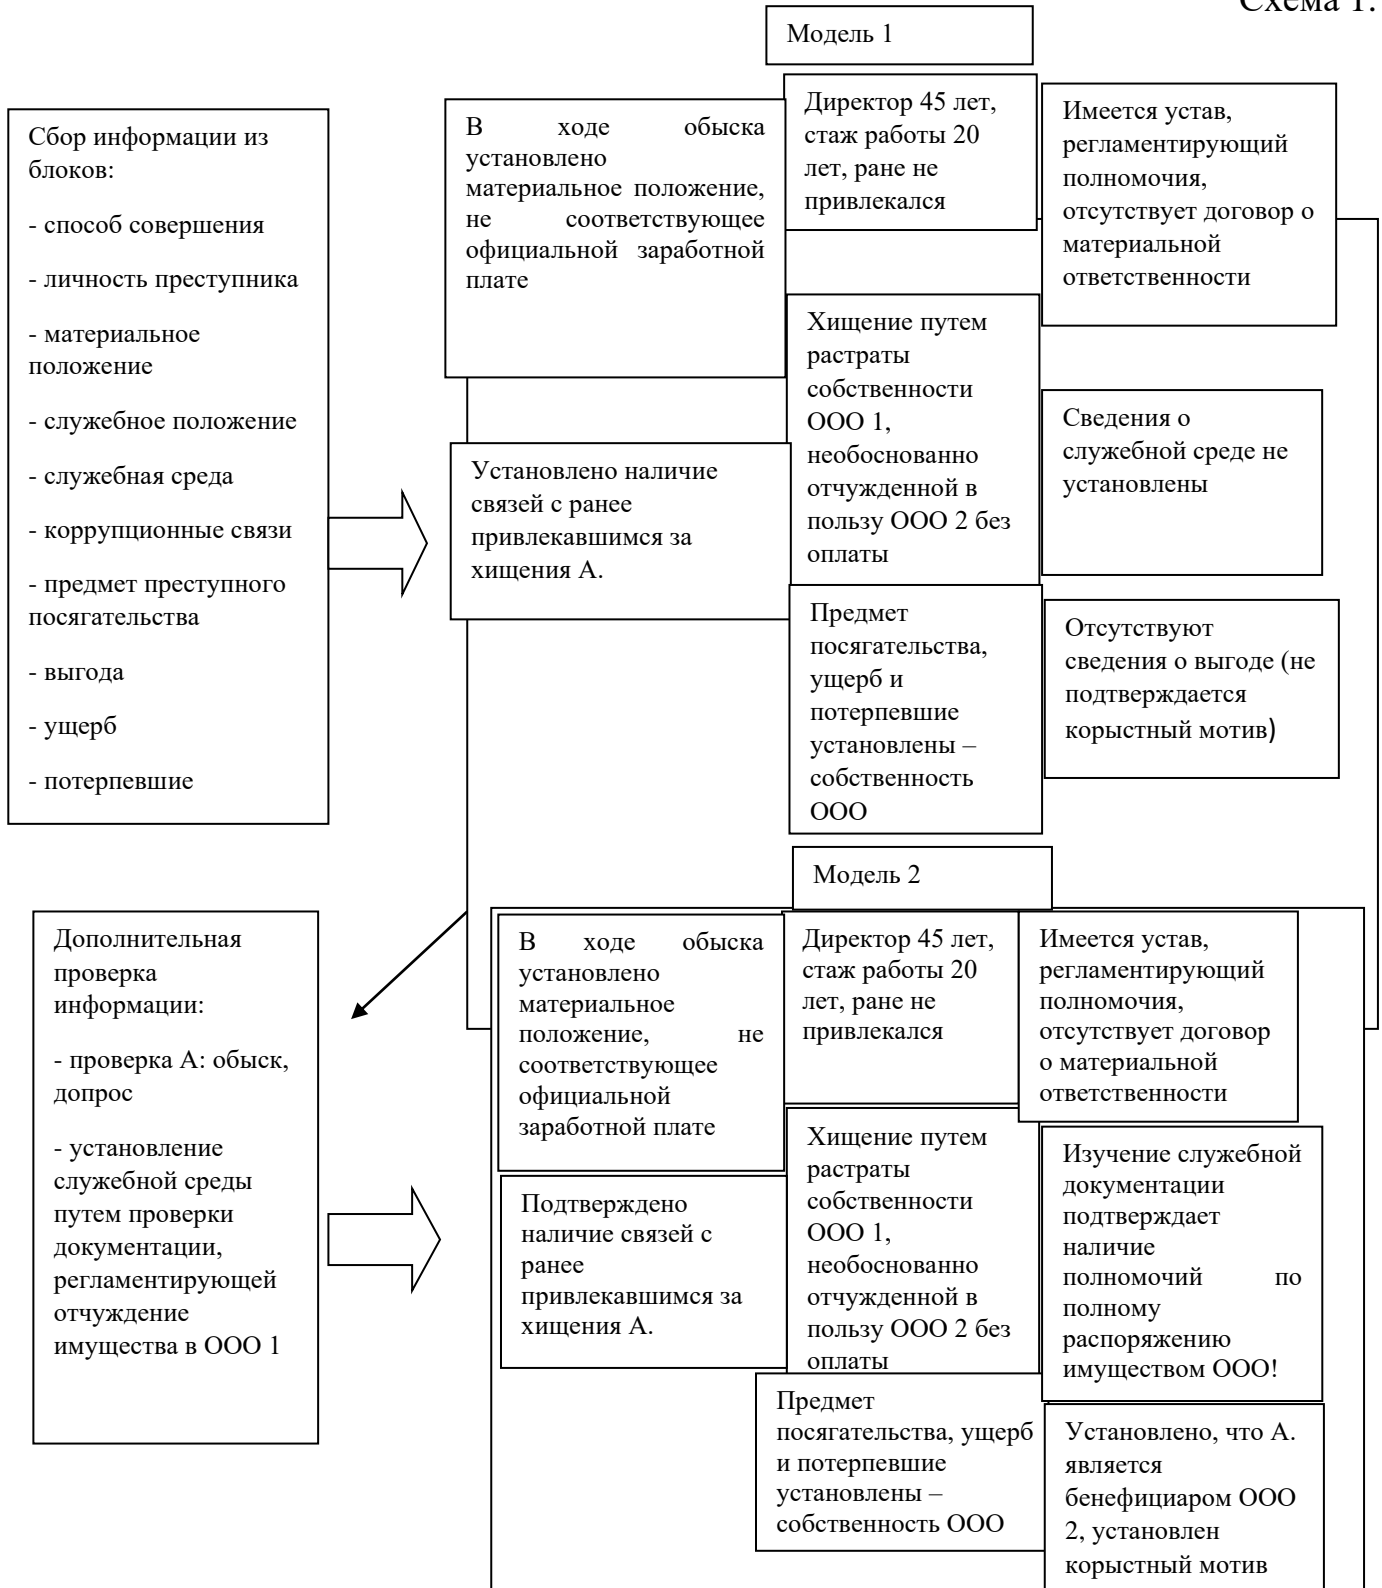 Схема 1.
Модель 1
Сбор информации из
блоков:
- способ совершения
- личность преступника
- материальное
положение
- служебное положение
- служебная среда
- коррупционные связи
- предмет преступного
посягательства
- выгода
- ущерб
- потерпевшие
В ходе обыска
установлено
материальное положение,
не соответствующее
официальной заработной
плате
Директор 45 лет,
стаж работы 20
лет, ране не
привлекался
Имеется устав,
регламентирующий
полномочия,
отсутствует договор о
материальной
ответственности
Установлено наличие
связей с ранее
привлекавшимся за
хищения А.
Хищение путем
растраты
собственности
ООО 1,
необоснованно
отчужденной в
пользу ООО 2 без
оплаты
Сведения о
служебной среде не
установлены
Предмет
посягательства,
ущерб и
потерпевшие
установлены –
собственность
ООО
Отсутствуют
сведения о выгоде (не
подтверждается
корыстный мотив)
Модель 2
Дополнительная
проверка
информации:
- проверка А: обыск,
допрос
- установление
служебной среды
путем проверки
документации,
регламентирующей
отчуждение
имущества в ООО 1
В ходе обыска
установлено
материальное
положение, не
соответствующее
официальной
заработной плате
Директор 45 лет,
стаж работы 20
лет, ране не
привлекался
Имеется устав,
регламентирующий
полномочия,
отсутствует договор
о материальной
ответственности
Подтверждено
наличие связей с
ранее
привлекавшимся за
хищения А.
Хищение путем
растраты
собственности
ООО 1,
необоснованно
отчужденной в
пользу ООО 2 без
оплаты
Изучение служебной
документации
подтверждает
наличие
полномочий по
полному
распоряжению
имуществом ООО!
Предмет
посягательства, ущерб
и потерпевшие
установлены –
собственность ООО
Установлено, что А.
является
бенефициаром ООО
2, установлен
корыстный мотив